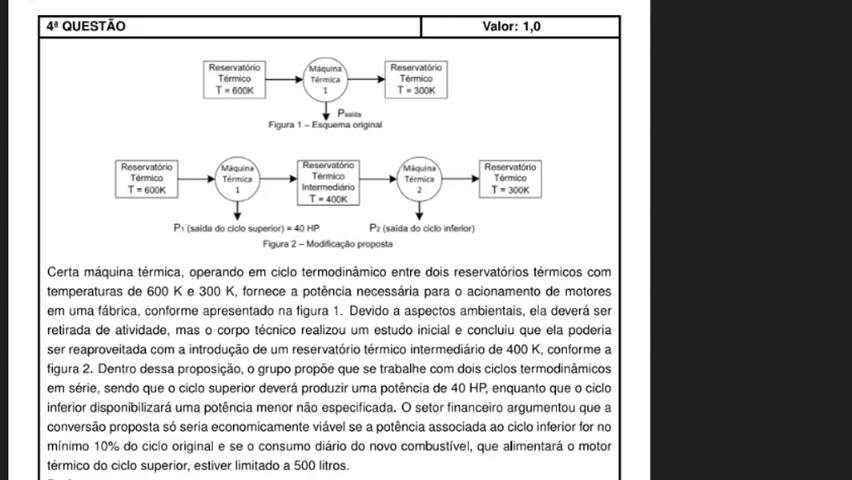 4ª QUESTÃO Valor: 1,0
Reservatório Térmico T = 600K
Máquina Térmica 1
Reservatório Térmico T = 300K
Psaída
Figura 1 – Esquema original
Reservatório Térmico T = 600K
Máquina Térmica 1
Reservatório Térmico Intermediário T = 400K
Máquina Térmica 2
Reservatório Térmico T = 300K
P1 (saída do ciclo superior) = 40 HP P2 (saída do ciclo inferior)
Figura 2 – Modificação proposta
Certa máquina térmica, operando em ciclo termodinâmico entre dois reservatórios térmicos com
temperaturas de 600 K e 300 K, fornece a potência necessária para o acionamento de motores
em uma fábrica, conforme apresentado na figura 1. Devido a aspectos ambientais, ela deverá ser
retirada de atividade, mas o corpo técnico realizou um estudo inicial e concluiu que ela poderia
ser reaproveitada com a introdução de um reservatório térmico intermediário de 400 K, conforme a
figura 2. Dentro dessa proposição, o grupo propõe que se trabalhe com dois ciclos termodinâmicos
em série, sendo que o ciclo superior deverá produzir uma potência de 40 HP, enquanto que o ciclo
inferior disponibilizará uma potência menor não especificada. O setor financeiro argumentou que a
conversão proposta só seria economicamente viável se a potência associada ao ciclo inferior for no
mínimo 10% do ciclo original e se o consumo diário do novo combustível, que alimentará o motor
térmico do ciclo superior, estiver limitado a 500 litros.